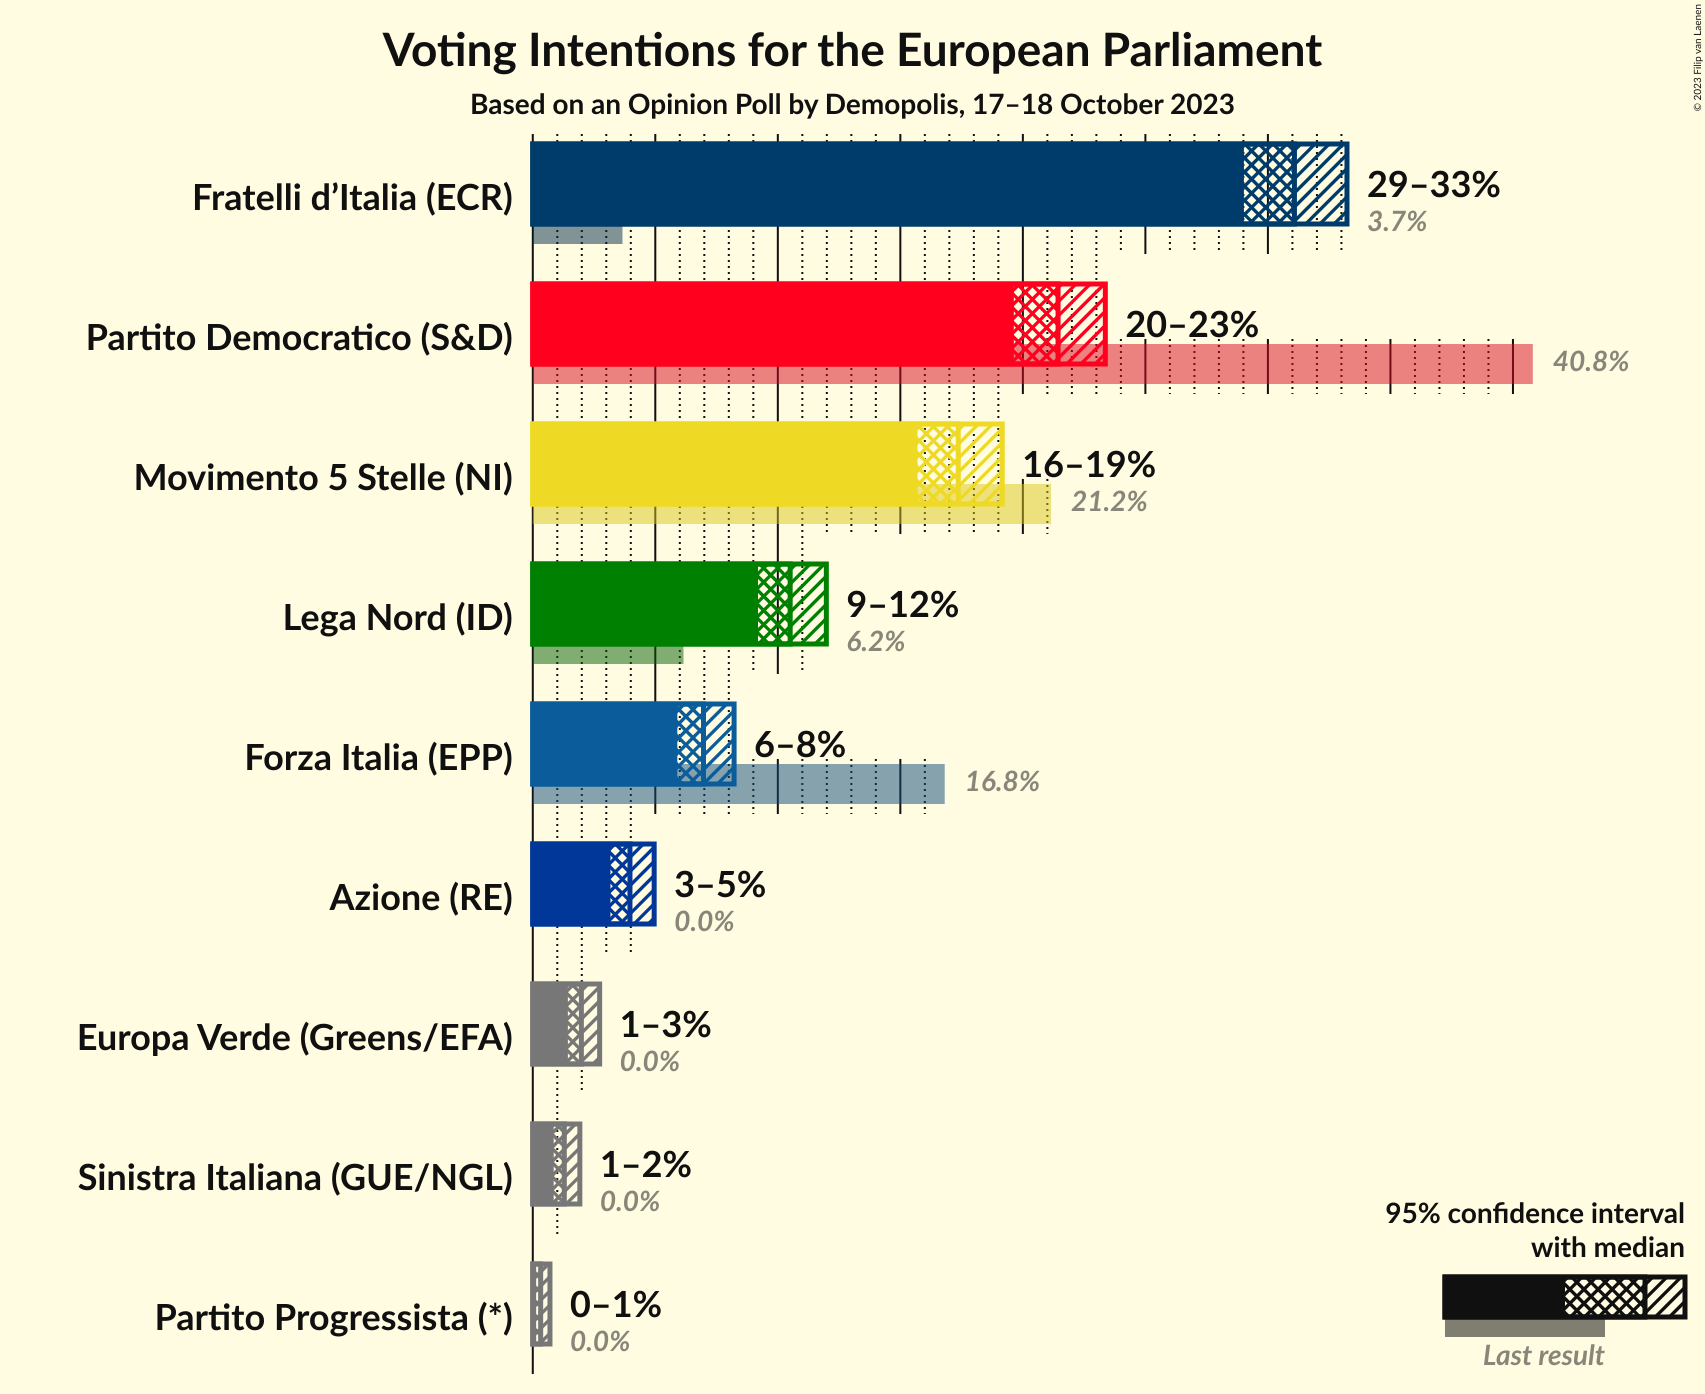 Voting Intentions for the European Parliament
Based on an Opinion Poll by Demopolis, 17–18 October 2023
© 2023 Filip van Laenen
Fratelli d’Italia (ECR)
29–33%
3.7%
Partito Democratico (S&D)
20–23%
40.8%
Movimento 5 Stelle (NI)
16–19%
21.2%
Lega Nord (ID)
9–12%
6.2%
Forza Italia (EPP)
6–8%
16.8%
Azione (RE)
3–5%
0.0%
Europa Verde (Greens/EFA)
1–3%
0.0%
Sinistra Italiana (GUE/NGL)
1–2%
0.0%
Partito Progressista (*)
0–1%
0.0%
95% confidence interval
with median
Last result